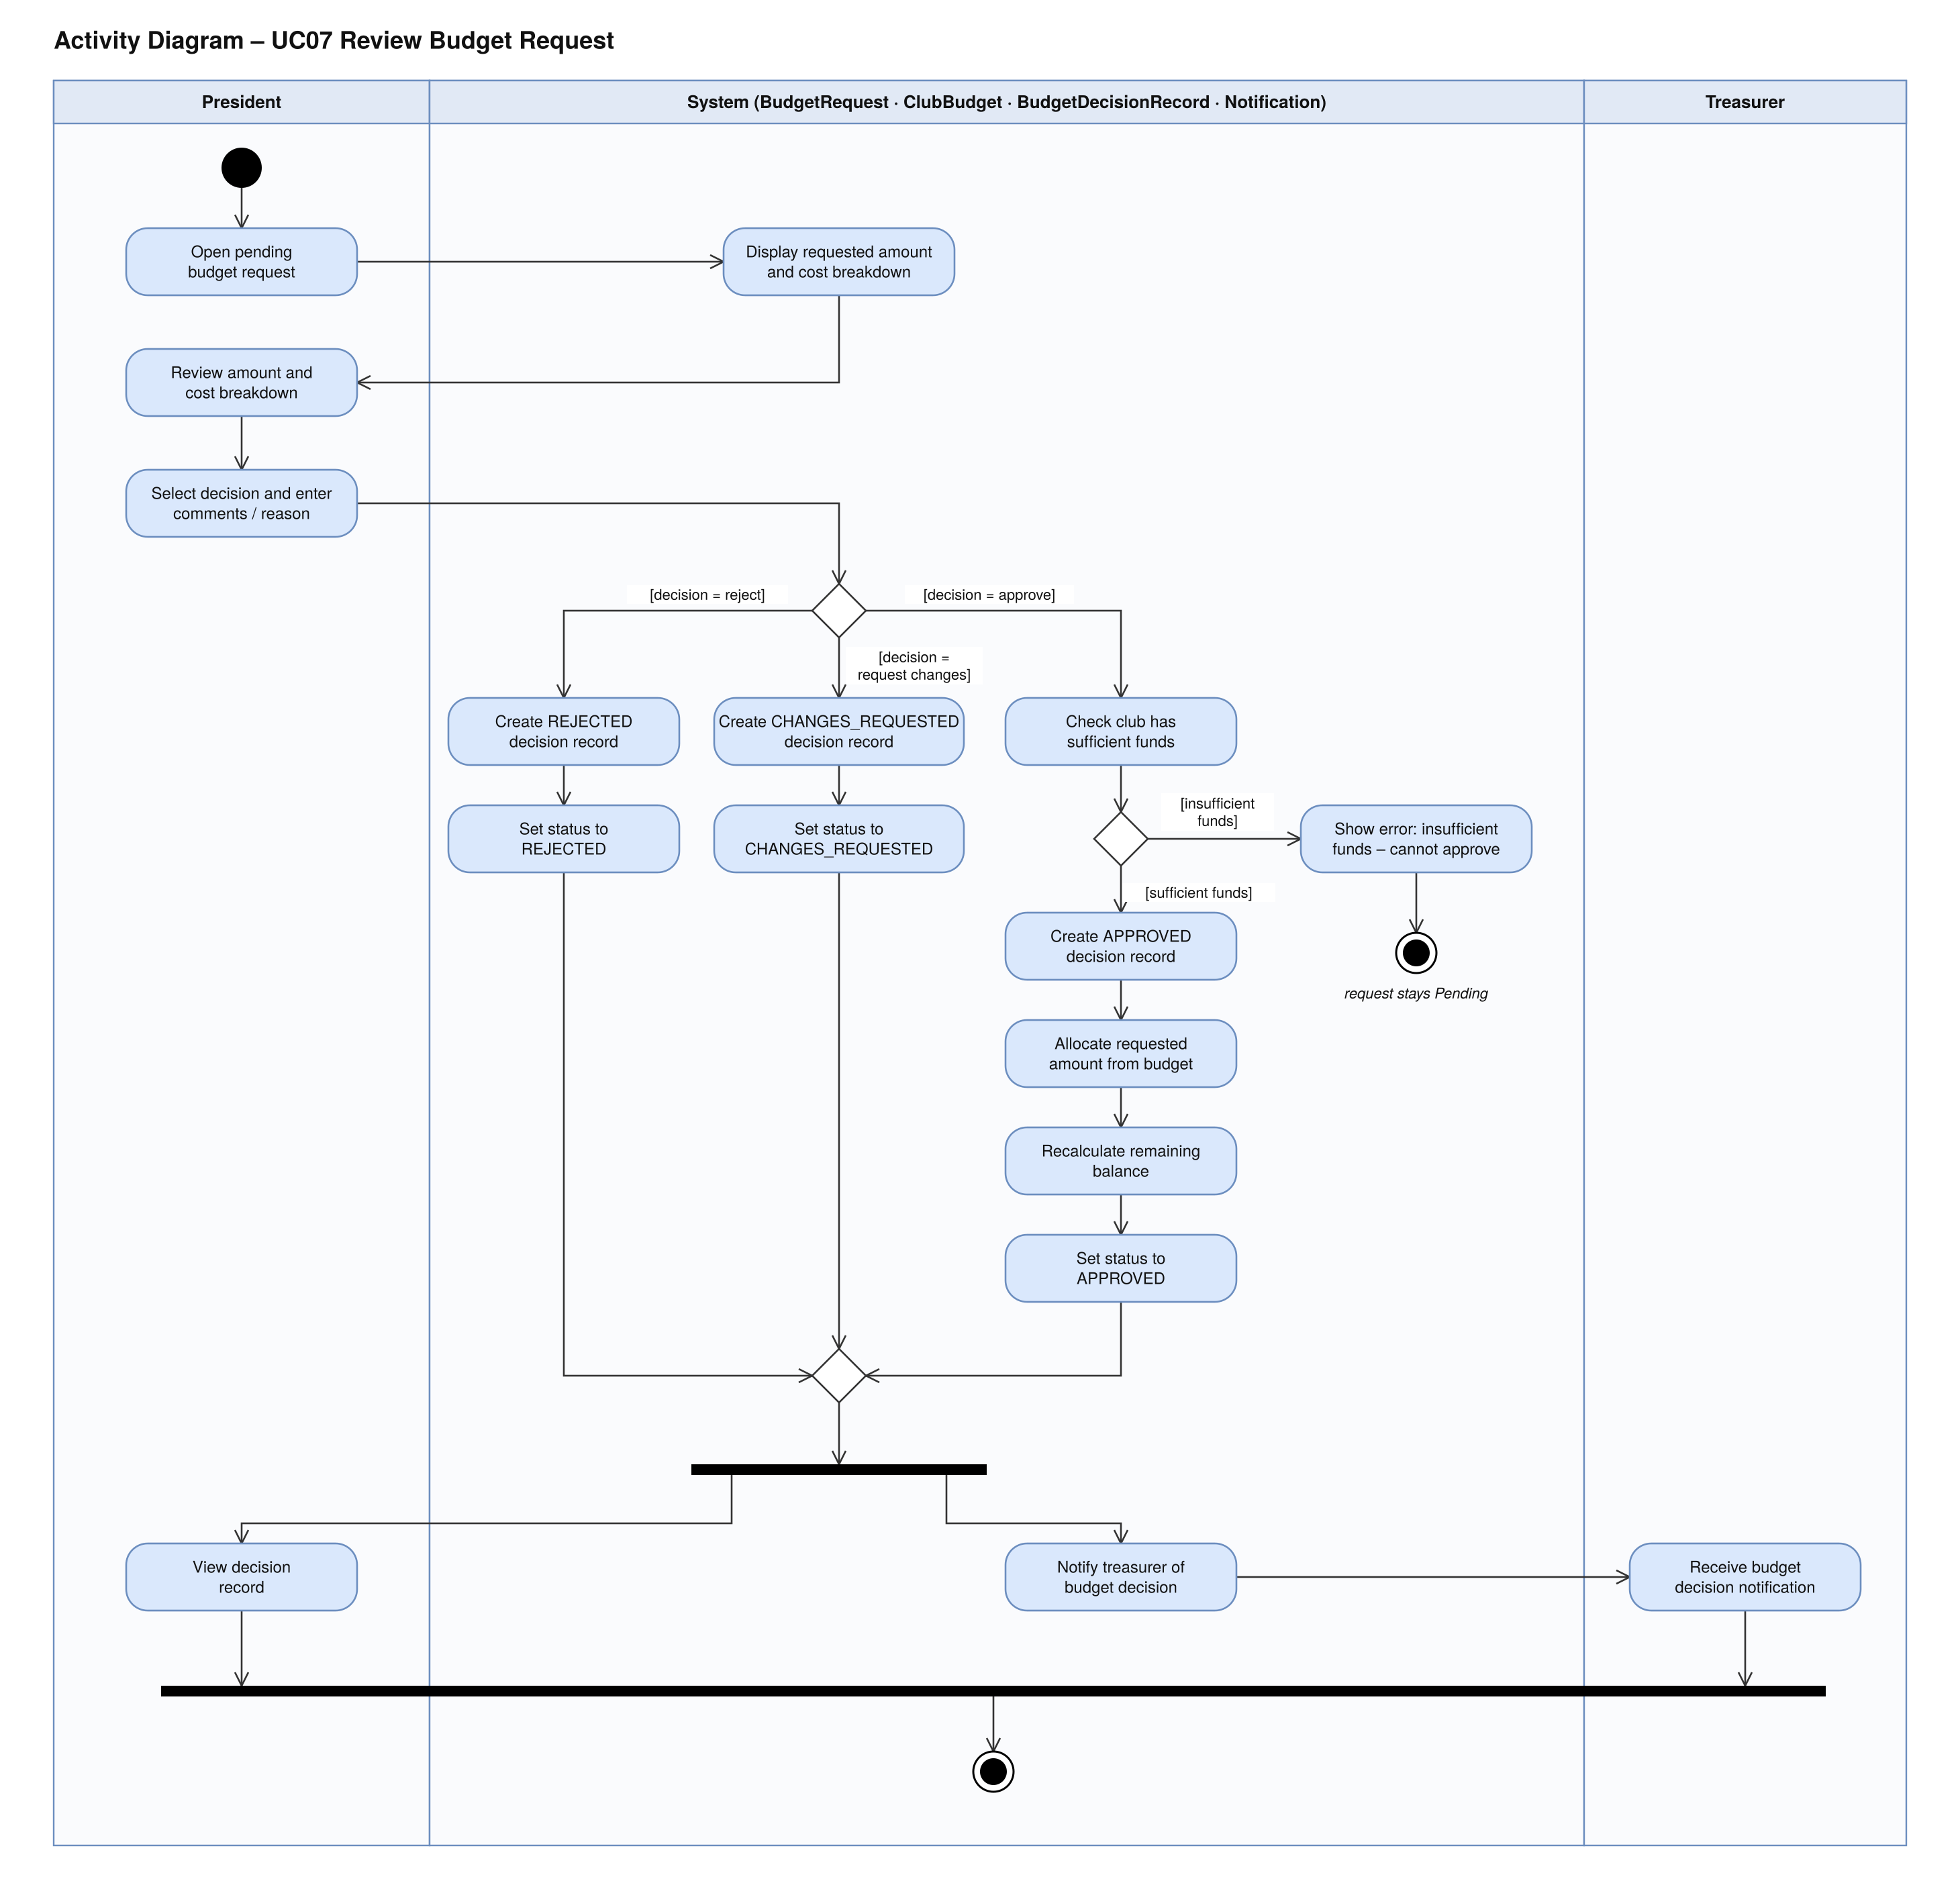 Activity Diagram – UC07 Review Budget Request
President
System (BudgetRequest · ClubBudget · BudgetDecisionRecord · Notification)
Treasurer
Open pending
budget request
Display requested amount
and cost breakdown
Review amount and
cost breakdown
Select decision and enter
comments / reason
[decision = reject]
[decision = approve]
[decision =
request changes]
Create REJECTED
decision record
Create CHANGES_REQUESTED
decision record
Check club has
sufficient funds
Set status to
REJECTED
Set status to
CHANGES_REQUESTED
[insufficient
funds]
Show error: insufficient
funds – cannot approve
[sufficient funds]
Create APPROVED
decision record
request stays Pending
Allocate requested
amount from budget
Recalculate remaining
balance
Set status to
APPROVED
View decision
record
Notify treasurer of
budget decision
Receive budget
decision notification